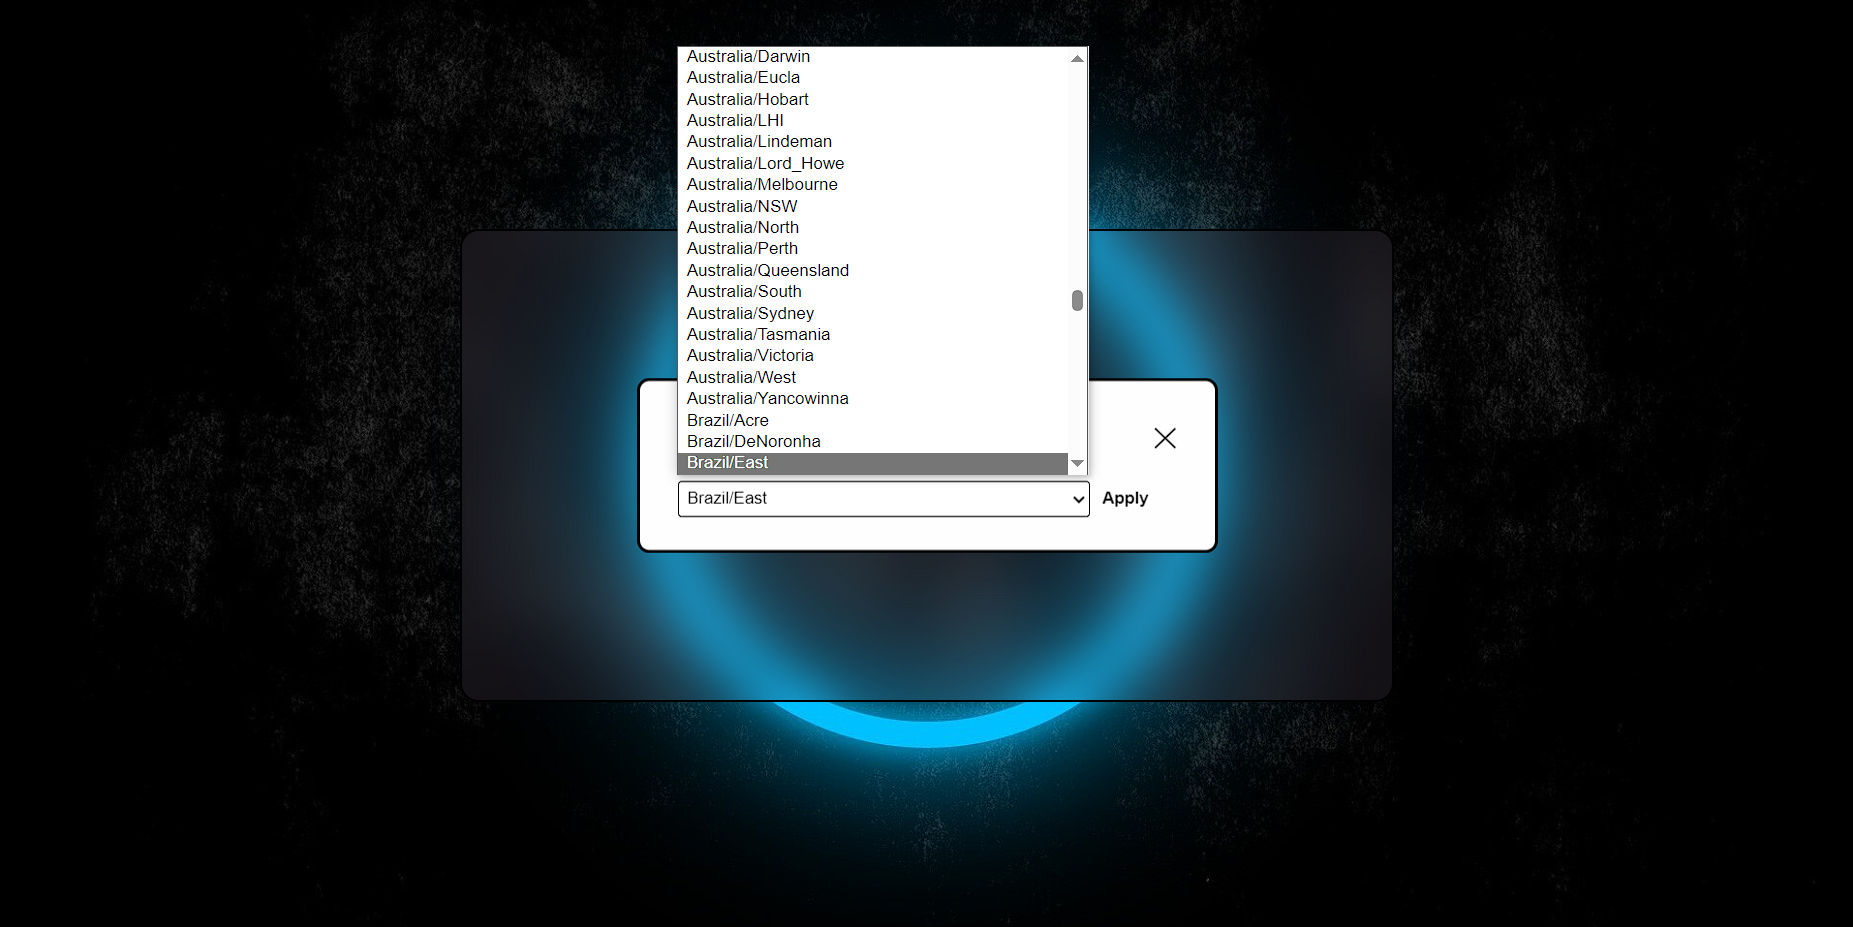 Australia/Darwin
Australia/Eucla
Australia/Hobart
Australia/LHI
Australia/Lindeman
Australia/Lord_Howe
Australia/Melbourne
Australia/NSW
Australia/North
Australia/Perth
Australia/Queensland
Australia/South
Australia/Sydney
Australia/Tasmania
Australia/Victoria
Australia/West
Australia/Yancowinna
Brazil/Acre
Brazil/DeNoronha
Brazil/East
Brazil/East Apply